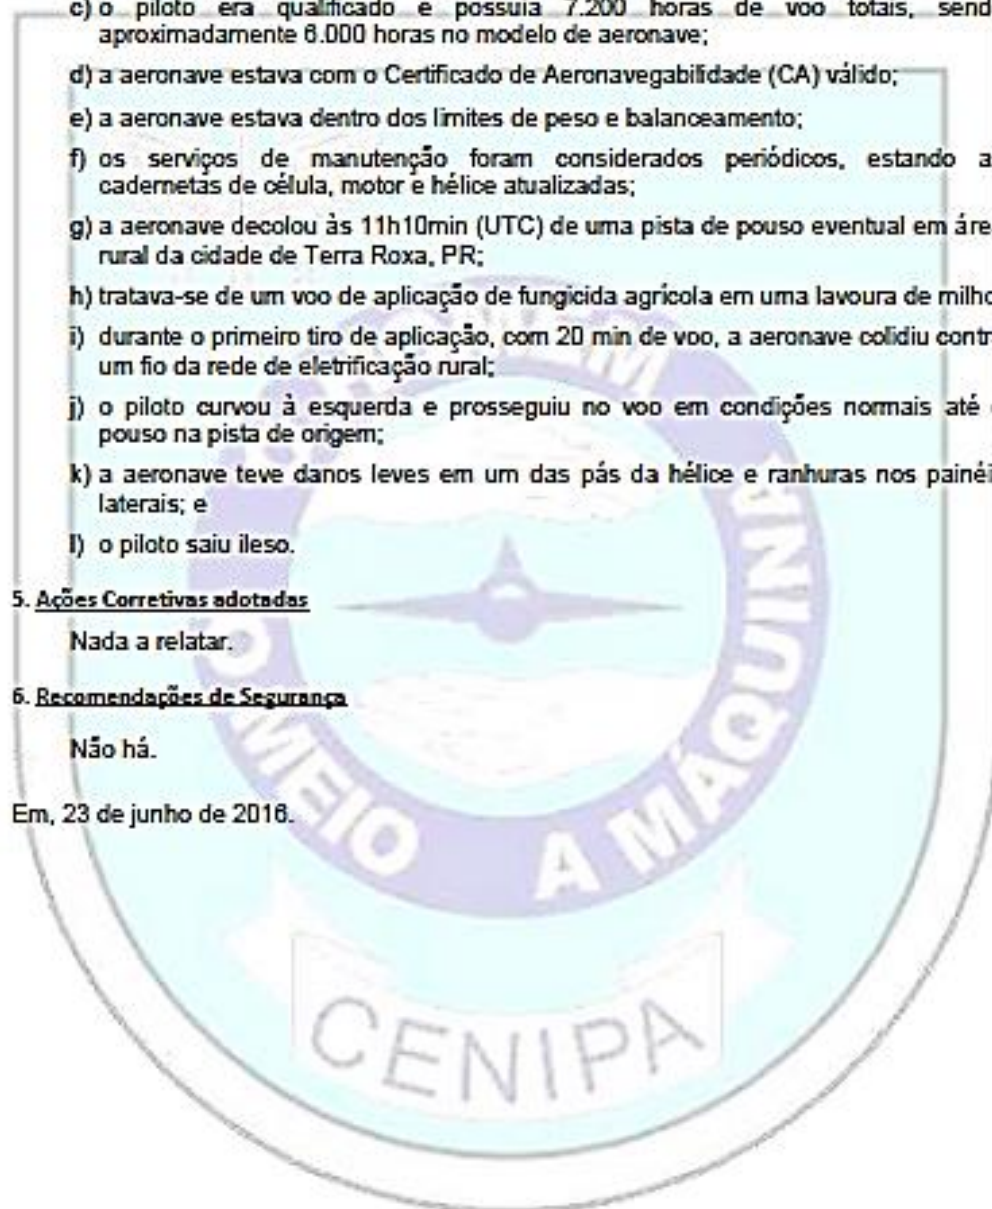 c) o piloto era qualificado e possuía 7.200 horas de voo totais, send
aproximadamente 6.000 horas no modelo de aeronave;
d) a aeronave estava com o Certificado de Aeronavegabilidade (CA) válido;
e) a aeronave estava dentro dos limites de peso e balanceamento;
f) os serviços de manutenção foram considerados periódicos, estando a
cadernetas de célula, motor e hélice atualizadas;
g) a aeronave decolou às 11h10min (UTC) de uma pista de pouso eventual em áre
rural da cidade de Terra Roxa, PR;
h) tratava-se de um voo de aplicação de fungicida agrícola em uma lavoura de milho
i) durante o primeiro tiro de aplicação, com 20 min de voo, a aeronave colidiu contr
um fio da rede de eletrificação rural;
j) o piloto curvou à esquerda e prosseguiu no voo em condições normais até
pouso na pista de origem;
k) a aeronave teve danos leves em um das pás da hélice e ranhuras nos painéi
laterais; e
l) o piloto saiu ileso.
5. Ações Corretivas adotadas
Nada a relatar.
6. Recomendações de Segurança
Não há.
Em, 23 de junho de 2016.
O HOMEM
O MEIO
A MÁQUINA
CENIPA